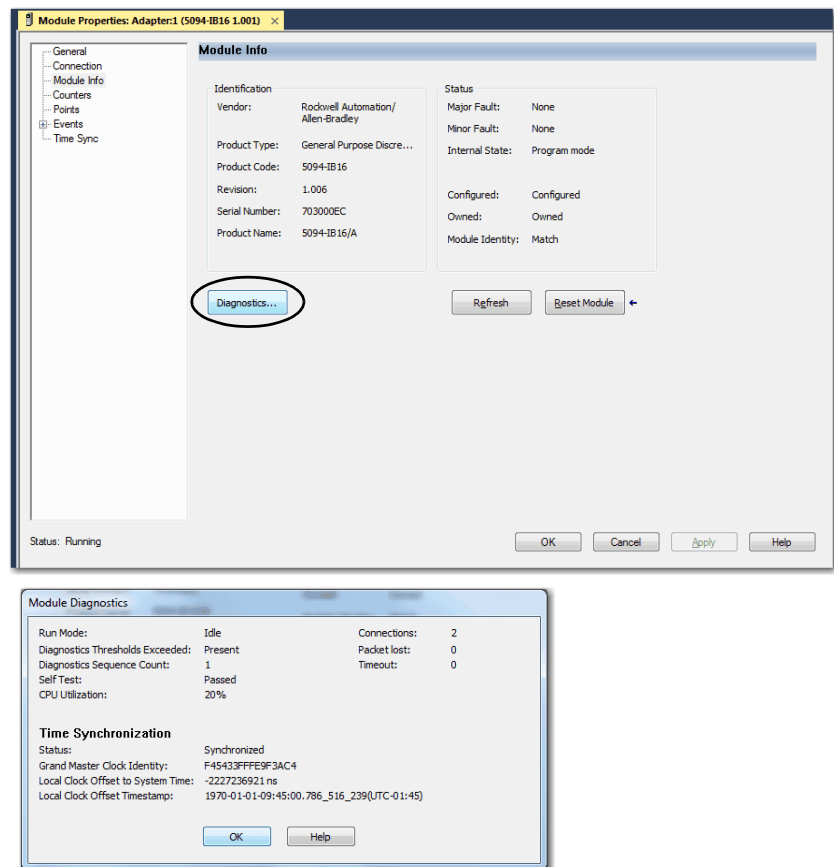 Module Properties: Adapter:1 (5094-IB16 1.001) ×
General
Connection
Module Info
Counters
Points
Events
Time Sync
Module Info
Identification
Vendor: Rockwell Automation/
Allen-Bradley
Product Type: General Purpose Discre...
Product Code: 5094-IB16
Revision: 1.006
Serial Number: 703000EC
Product Name: 5094-IB16/A
Status
Major Fault: None
Minor Fault: None
Internal State: Program mode
Configured: Configured
Owned: Owned
Module Identity: Match
Diagnostics...
Refresh
Reset Module
Status: Running
OK
Cancel
Apply
Help
Module Diagnostics
Run Mode: Idle
Diagnostics Thresholds Exceeded: Present
Diagnostics Sequence Count: 1
Self Test: Passed
CPU Utilization: 20%
Connections: 2
Packet lost: 0
Timeout: 0
Time Synchronization
Status: Synchronized
Grand Master Clock Identity: F45433FFFE9F3AC4
Local Clock Offset to System Time: -2227236921 ns
Local Clock Offset Timestamp: 1970-01-01-09:45:00.786_516_239(UTC-01:45)
OK
Help